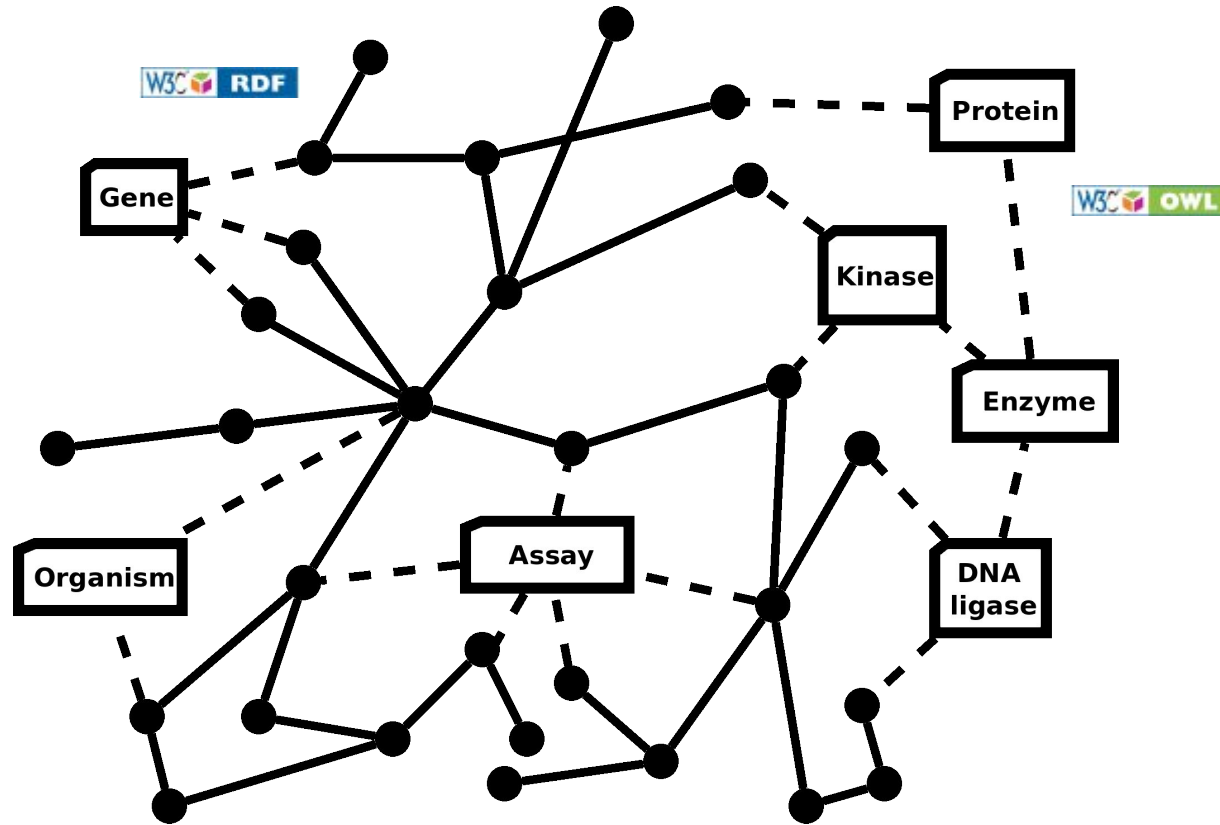 W3C RDF
Protein
Gene
W3C OWL
Kinase
Enzyme
Assay
Organism
DNA
ligase